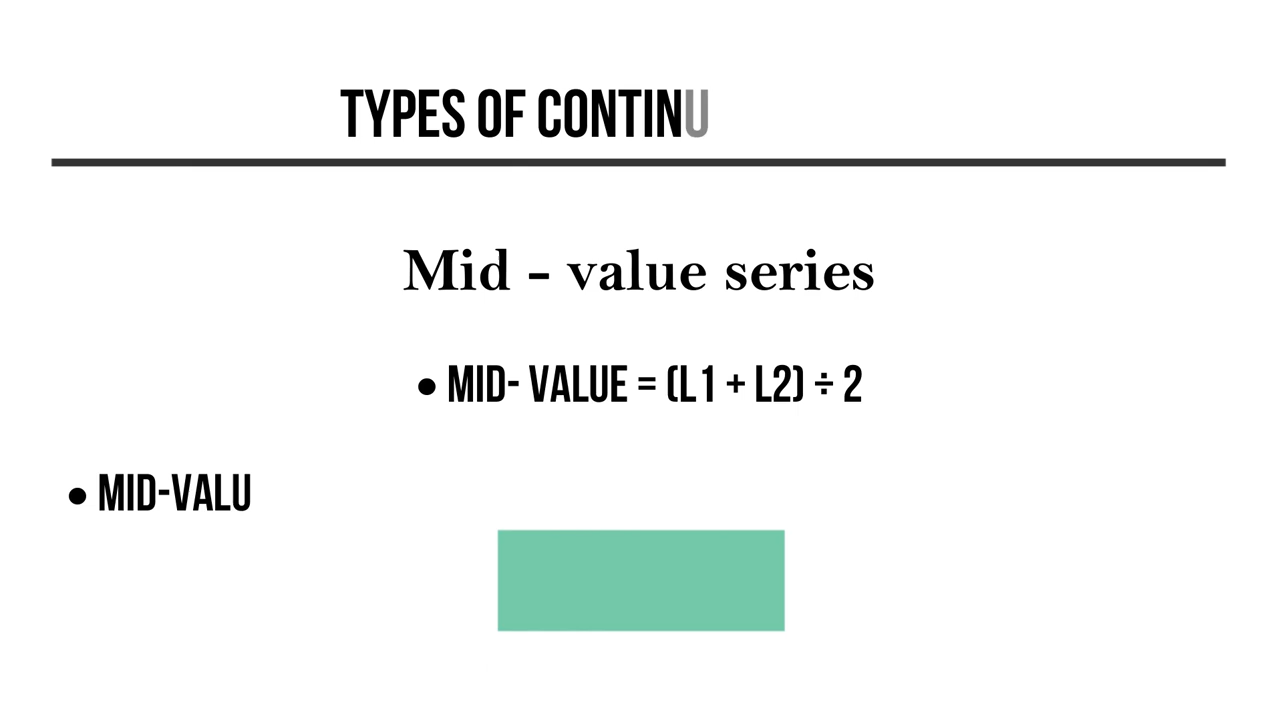 TYPES OF CONTINU
Mid - value series
• MID- VALUE = (L1 + L2) ÷ 2
• MID-VALU